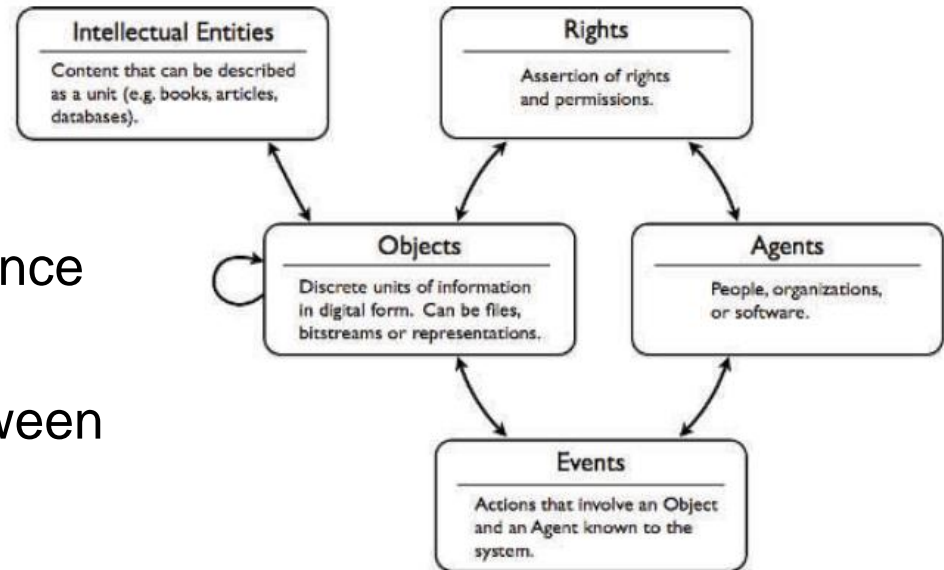 Intellectual Entities
Content that can be described
as a unit (e.g. books, articles,
databases).
Rights
Assertion of rights
and permissions.
nce
Objects
Discrete units of information
in digital form. Can be files,
bitstreams or representations.
Agents
People, organizations,
or software.
ween
Events
Actions that involve an Object
and an Agent known to the
system.